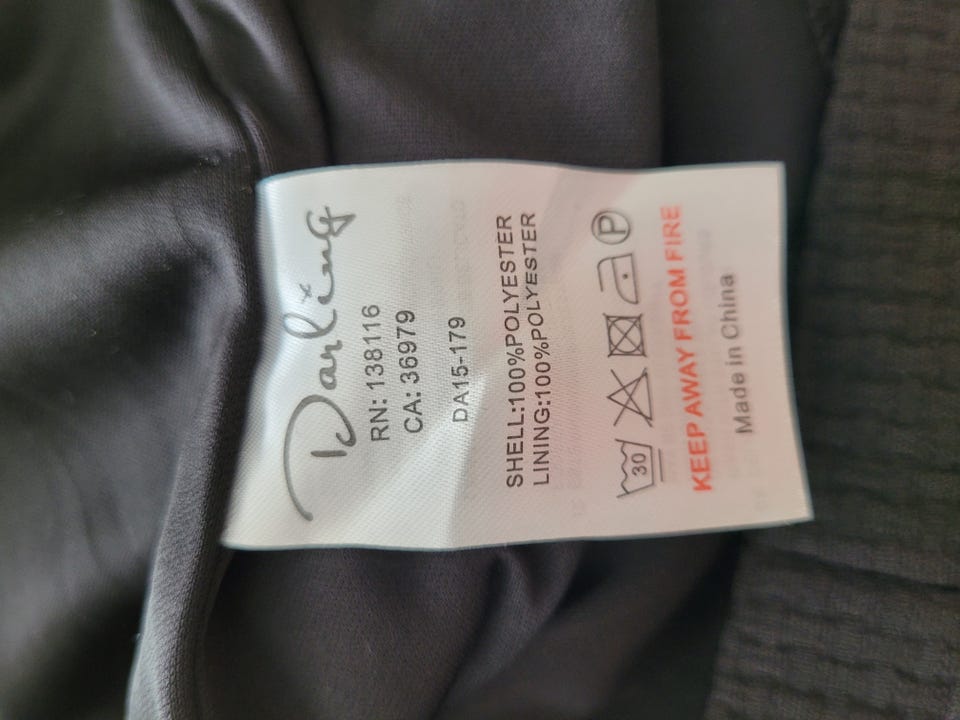 Darling
RN: 138116
CA: 36979
DA15-179
SHELL:100%POLYESTER
LINING:100%POLYESTER
30 P
KEEP AWAY FROM FIRE
Made in China